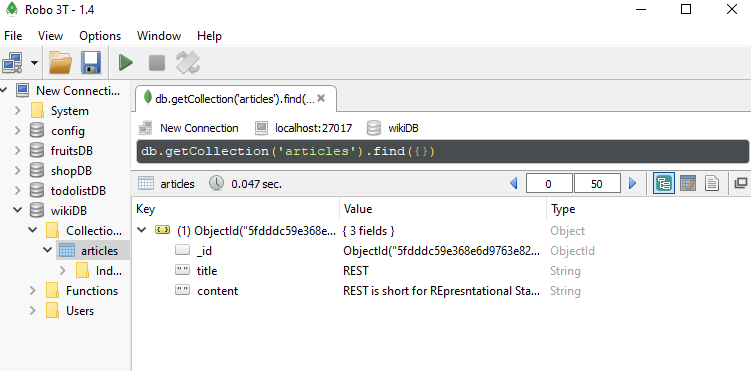 Robo 3T - 1.4
File View Options Window Help
New Connecti...
System
config
fruitsDB
shopDB
todolistDB
wikiDB
Collectio...
articles
Ind...
Functions
Users
db.getCollection('articles').find(...
New Connection localhost:27017 wikiDB
db.getCollection('articles').find({})
articles 0.047 sec. 0 50
Key Value Type
(1) ObjectId("5fdddc59e368e... { 3 fields } Object
_id ObjectId("5fdddc59e368e6d9763e82... ObjectId
title REST String
content REST is short for REpresntational Sta... String